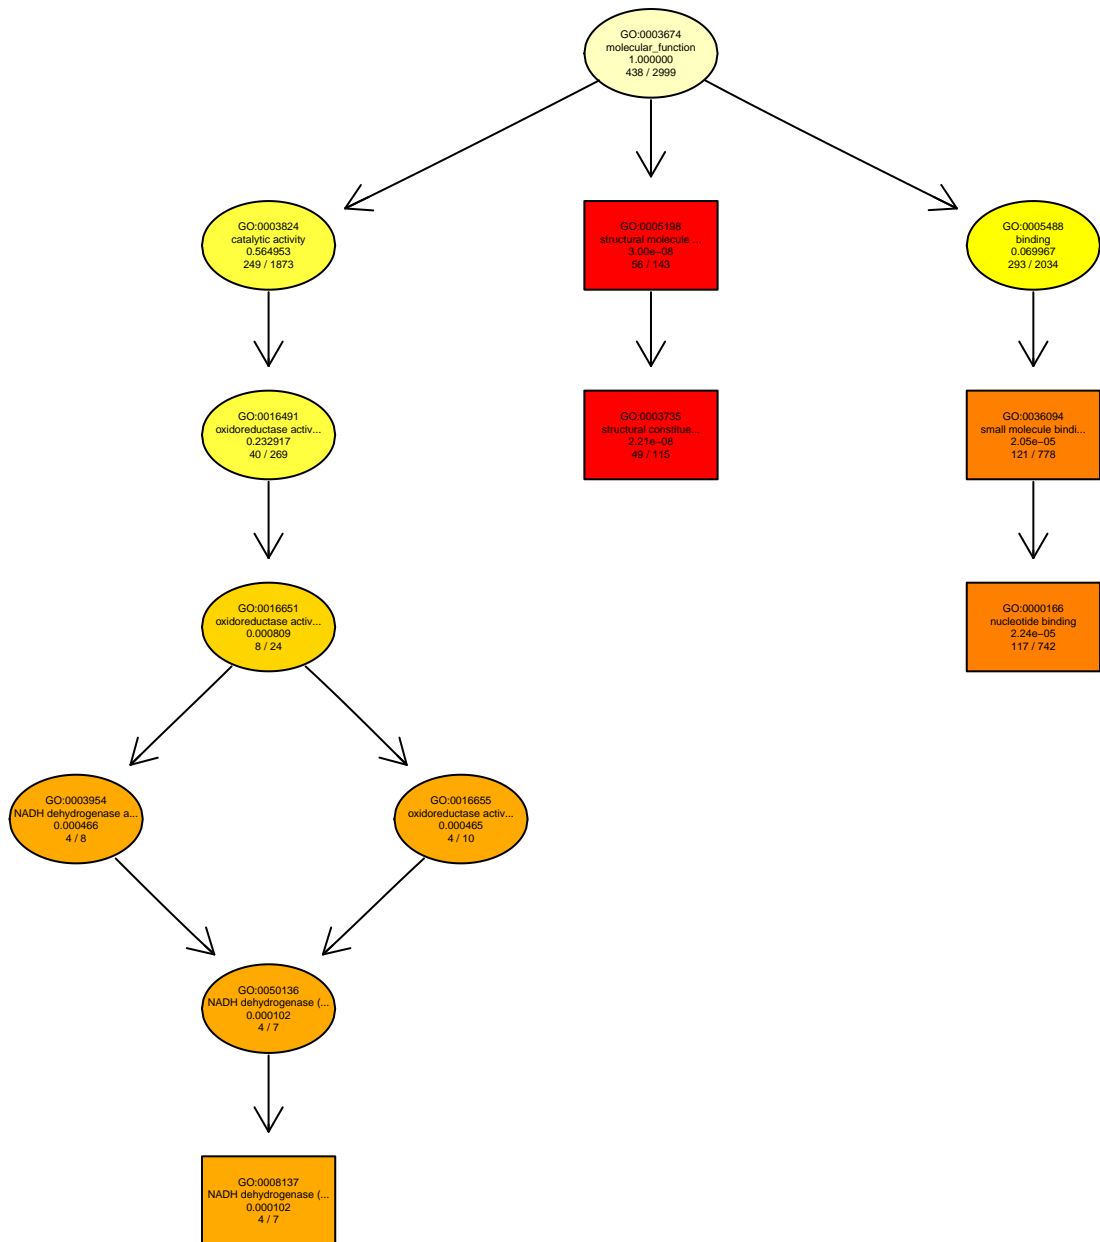 GO:0003674
molecular_function
1.000000
438 / 2999
GO:0003824
catalytic activity
0.564953
249 / 1873
GO:0005198
structural molecule ...
3.00e−08
56 / 143
GO:0005488
binding
0.069967
293 / 2034
GO:0016491
oxidoreductase activ...
0.232917
40 / 269
GO:0003735
structural constitue...
2.21e−08
49 / 115
GO:0036094
small molecule bindi...
2.05e−05
121 / 778
GO:0016651
oxidoreductase activ...
0.000809
8 / 24
GO:0000166
nucleotide binding
2.24e−05
117 / 742
GO:0003954
NADH dehydrogenase a...
0.000466
4 / 8
GO:0016655
oxidoreductase activ...
0.000465
4 / 10
GO:0050136
NADH dehydrogenase (...
0.000102
4 / 7
GO:0008137
NADH dehydrogenase (...
0.000102
4 / 7